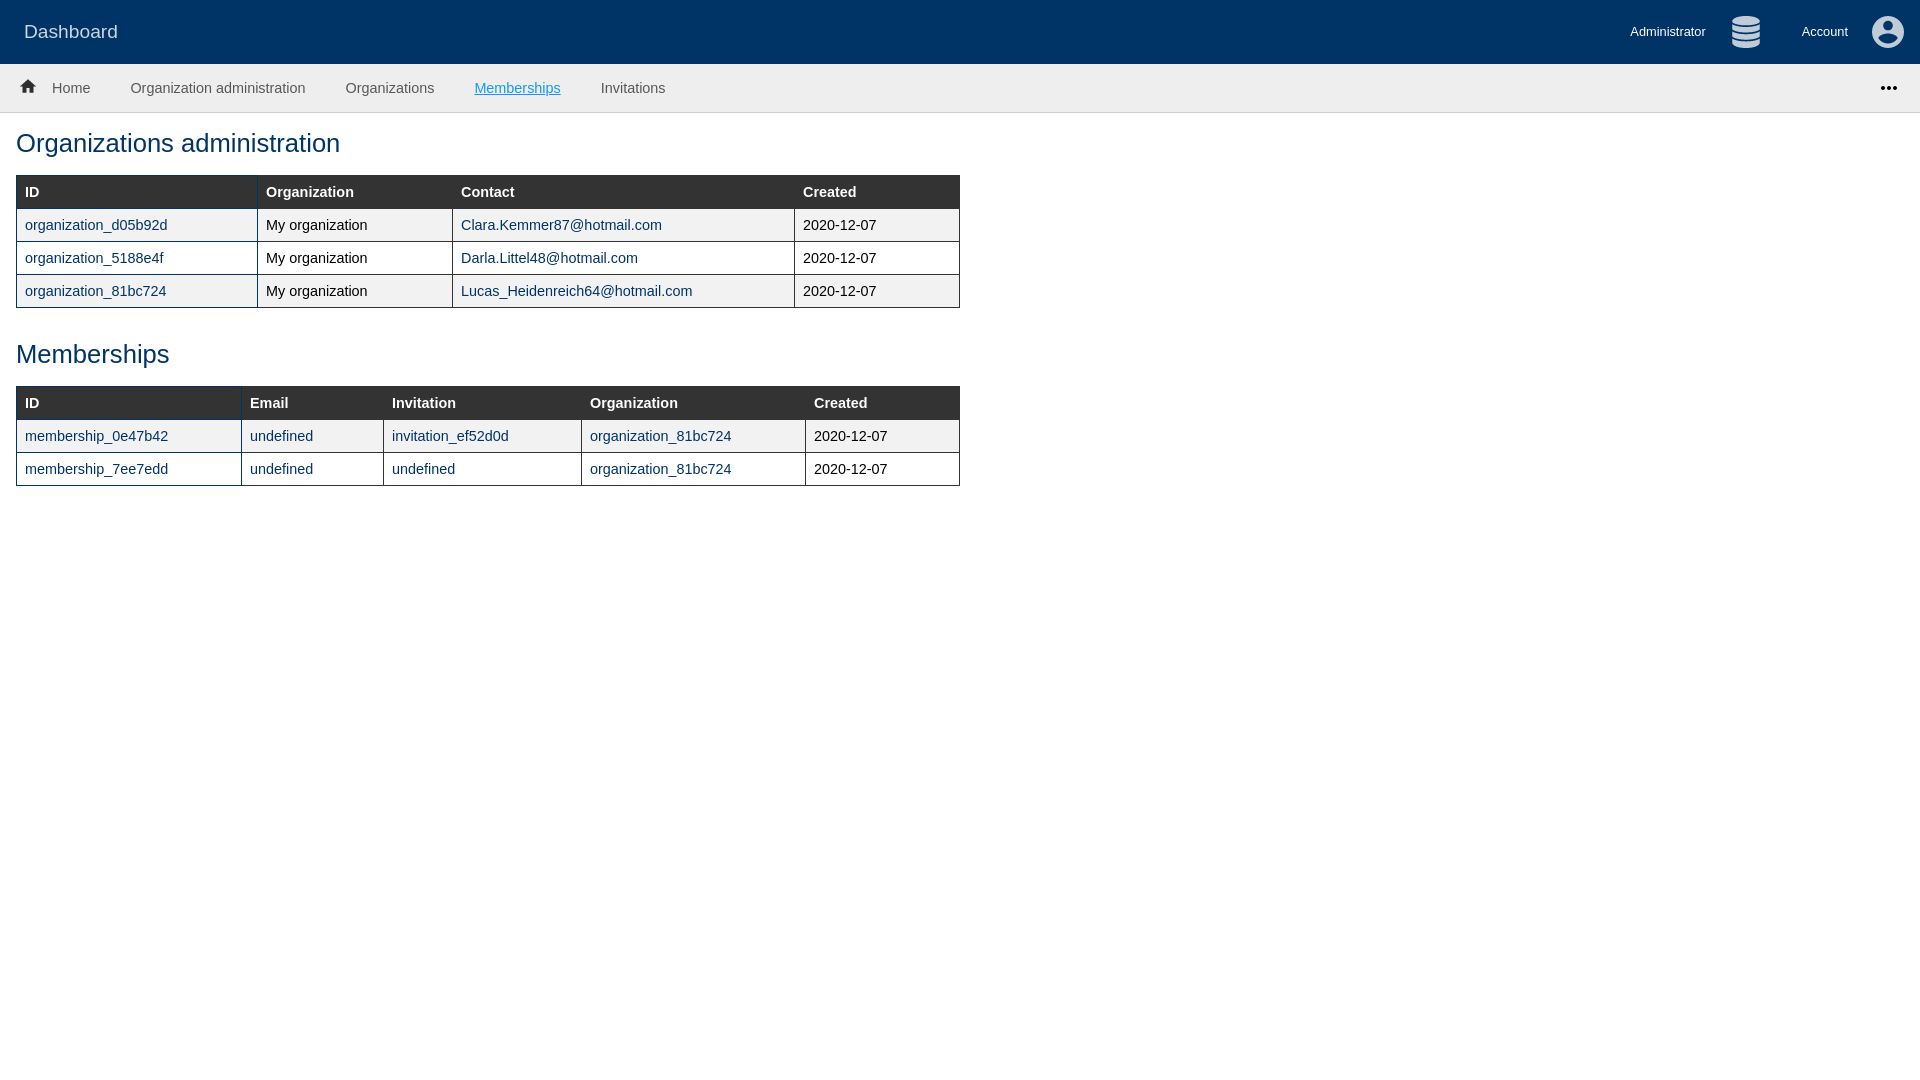 Dashboard
Administrator
Account
Home
Organization administration
Organizations
Memberships
Invitations
Organizations administration
ID Organization Contact Created
organization_d05b92d My organization Clara.Kemmer87@hotmail.com 2020-12-07
organization_5188e4f My organization Darla.Littel48@hotmail.com 2020-12-07
organization_81bc724 My organization Lucas_Heidenreich64@hotmail.com 2020-12-07
Memberships
ID Email Invitation Organization Created
membership_0e47b42 undefined invitation_ef52d0d organization_81bc724 2020-12-07
membership_7ee7edd undefined undefined organization_81bc724 2020-12-07